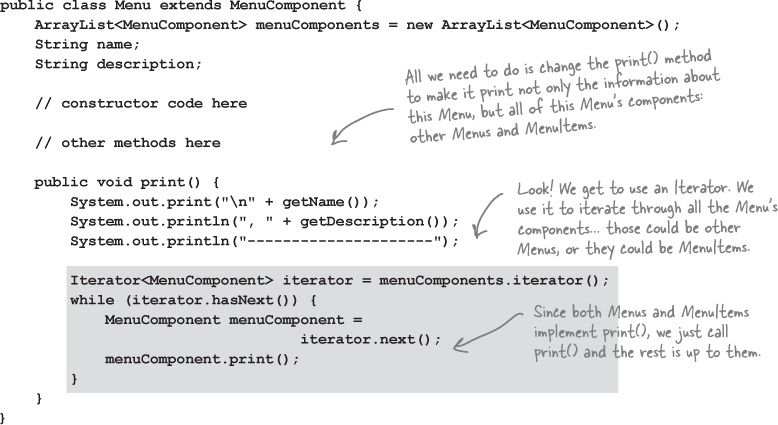 public class Menu extends MenuComponent {
    ArrayList<MenuComponent> menuComponents = new ArrayList<MenuComponent>();
    String name;
    String description;
    // constructor code here
    // other methods here
All we need to do is change the print() method
to make it print not only the information about
this Menu, but all of this Menu's components:
other Menus and MenuItems.
    public void print() {
        System.out.print("\n" + getName());
        System.out.println(", " + getDescription());
        System.out.println("---------------------");
Look! We get to use an Iterator. We
use it to iterate through all the Menu's
components... those could be other
Menus, or they could be MenuItems.
        Iterator<MenuComponent> iterator = menuComponents.iterator();
        while (iterator.hasNext()) {
            MenuComponent menuComponent =
                                iterator.next();
            menuComponent.print();
        }
Since both Menus and MenuItems
implement print(), we just call
print() and the rest is up to them.
    }
}